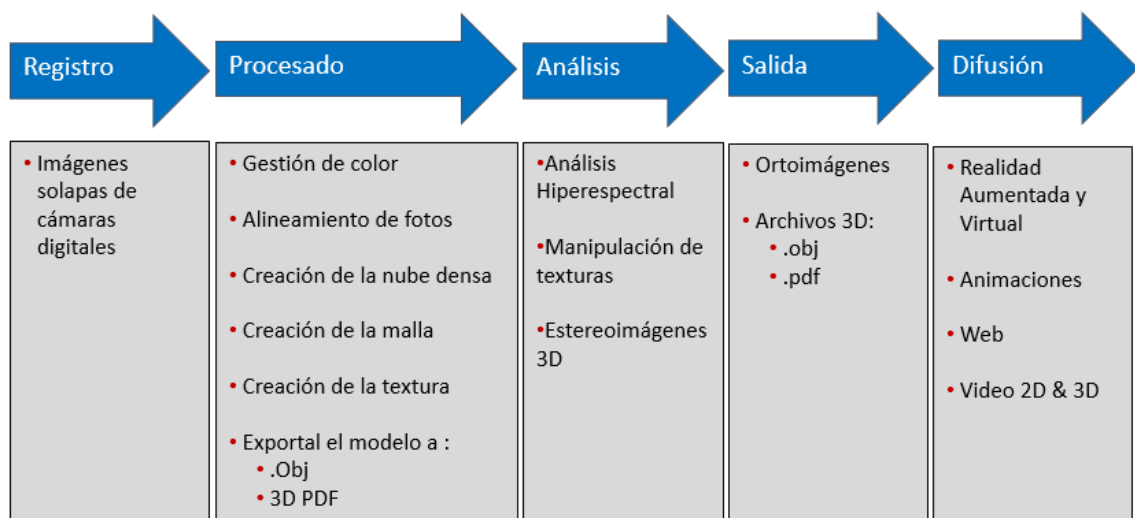 Registro
Procesado
Análisis
Salida
Difusión
• Imágenes
solapas de
cámaras
digitales
• Gestión de color
• Alineamiento de fotos
• Creación de la nube densa
• Creación de la malla
• Creación de la textura
• Exportal el modelo a :
• .Obj
• 3D PDF
•Análisis
Hiperespectral
•Manipulación de
texturas
•Estereoimágenes
3D
• Ortoimágenes
• Archivos 3D:
• .obj
• .pdf
• Realidad
Aumentada y
Virtual
• Animaciones
• Web
• Video 2D & 3D